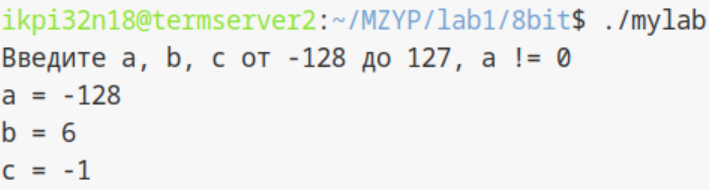 ikpi32n18@termserver2:~/MZYP/lab1/8bit$ ./mylab
Введите a, b, c от -128 до 127, a != 0
a = -128
b = 6
c = -1